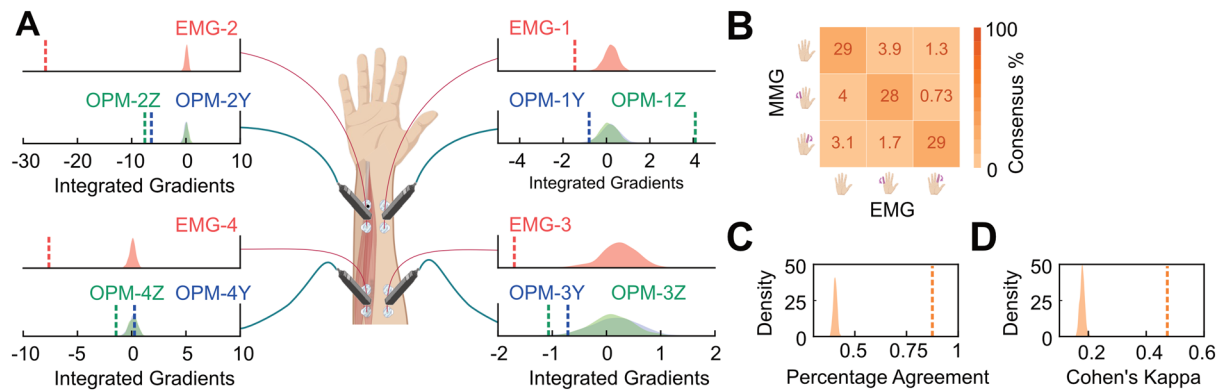 A
EMG-2
OPM-2Z OPM-2Y
-30 -20 -10 0 10
Integrated Gradients
EMG-4
OPM-4Z OPM-4Y
-10 -5 0 5 10
Integrated Gradients
EMG-1
OPM-1Y OPM-1Z
-4 -2 0 2 4
Integrated Gradients
EMG-3
OPM-3Y OPM-3Z
-2 -1 0 1 2
Integrated Gradients
B
MMG
29 3.9 1.3
4 28 0.73
3.1 1.7 29
EMG
100
0
Consensus %
C
Density
50
25
0
0.5 0.75 1
Percentage Agreement
D
Density
50
25
0
0.2 0.4 0.6
Cohen's Kappa